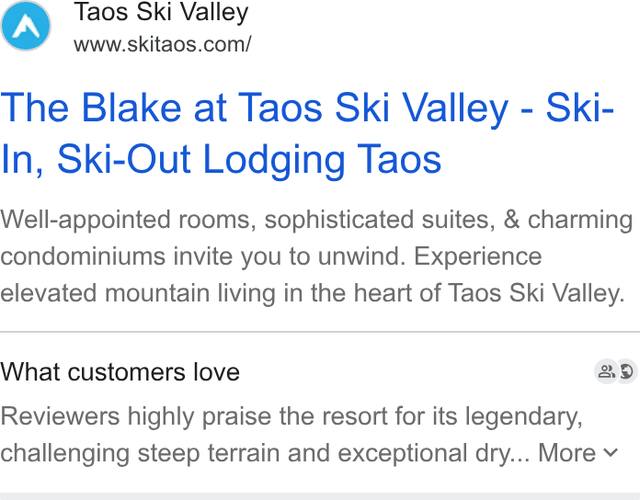 Taos Ski Valley
www.skitaos.com/
The Blake at Taos Ski Valley - Ski-
In, Ski-Out Lodging Taos
Well-appointed rooms, sophisticated suites, & charming
condominiums invite you to unwind. Experience
elevated mountain living in the heart of Taos Ski Valley.
What customers love
Reviewers highly praise the resort for its legendary,
challenging steep terrain and exceptional dry... More